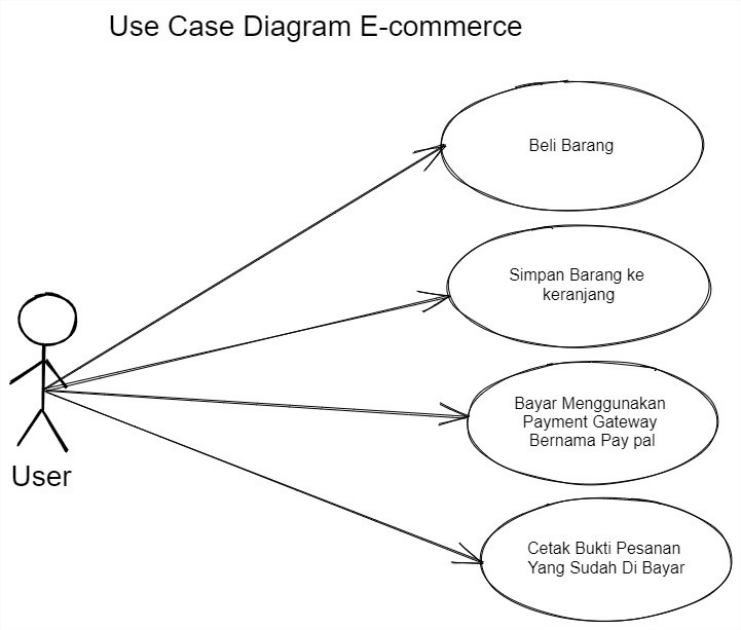 Use Case Diagram E-commerce
Beli Barang
Simpan Barang ke
keranjang
Bayar Menggunakan
Payment Gateway
Bernama Pay pal
User
Cetak Bukti Pesanan
Yang Sudah Di Bayar